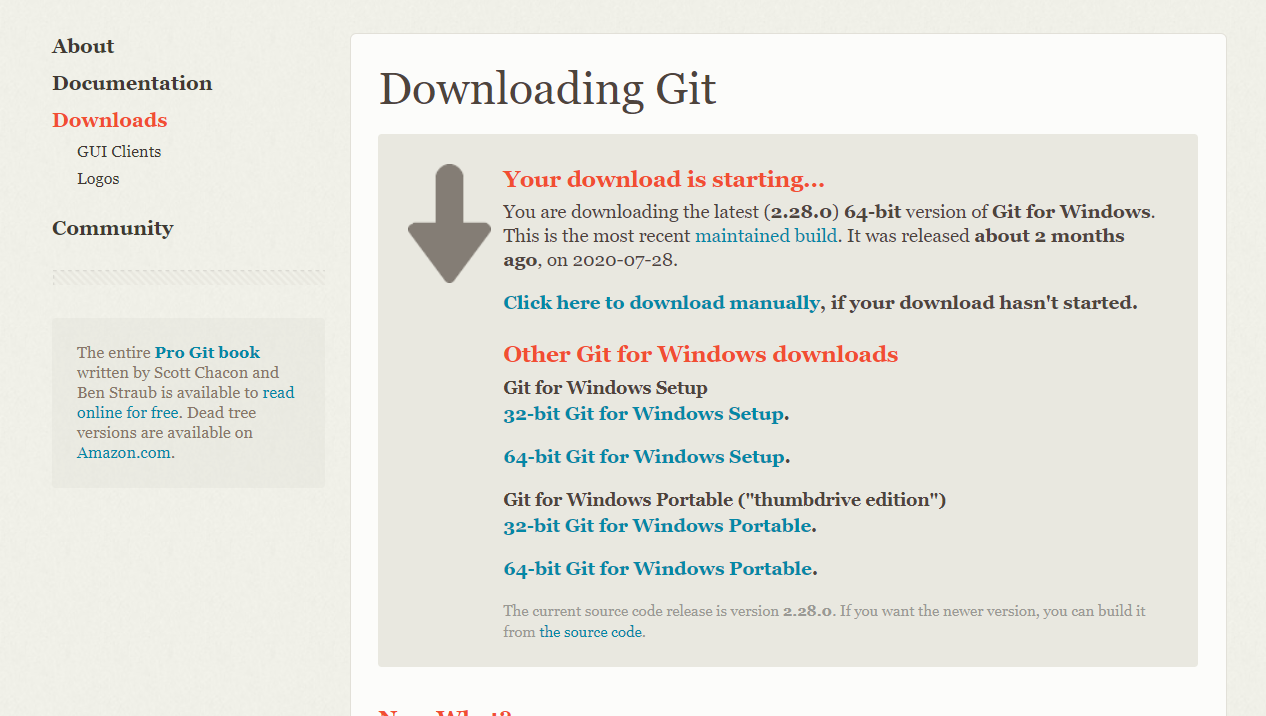 About
Documentation
Downloads
GUI Clients
Logos
Community
The entire Pro Git book
written by Scott Chacon and
Ben Straub is available to read
online for free. Dead tree
versions are available on
Amazon.com.
Downloading Git
Your download is starting...
You are downloading the latest (2.28.0) 64-bit version of Git for Windows.
This is the most recent maintained build. It was released about 2 months
ago, on 2020-07-28.
Click here to download manually, if your download hasn't started.
Other Git for Windows downloads
Git for Windows Setup
32-bit Git for Windows Setup.
64-bit Git for Windows Setup.
Git for Windows Portable ("thumbdrive edition")
32-bit Git for Windows Portable.
64-bit Git for Windows Portable.
The current source code release is version 2.28.0. If you want the newer version, you can build it
from the source code.
Now What?